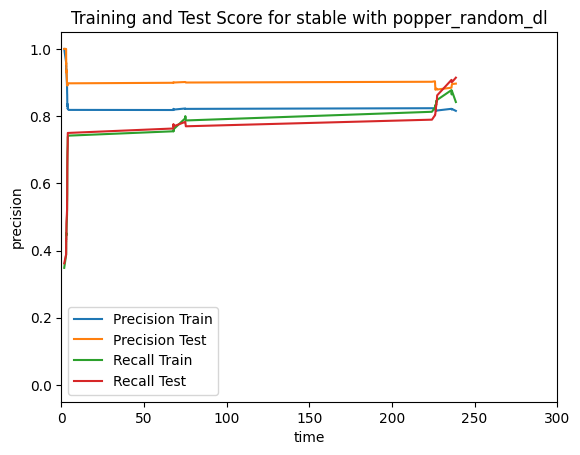 Training and Test Score for stable with popper_random_dl
1.0
0.8
0.6
0.4
0.2
0.0
precision
Precision Train
Precision Test
Recall Train
Recall Test
0
50
100
150
200
250
300
time